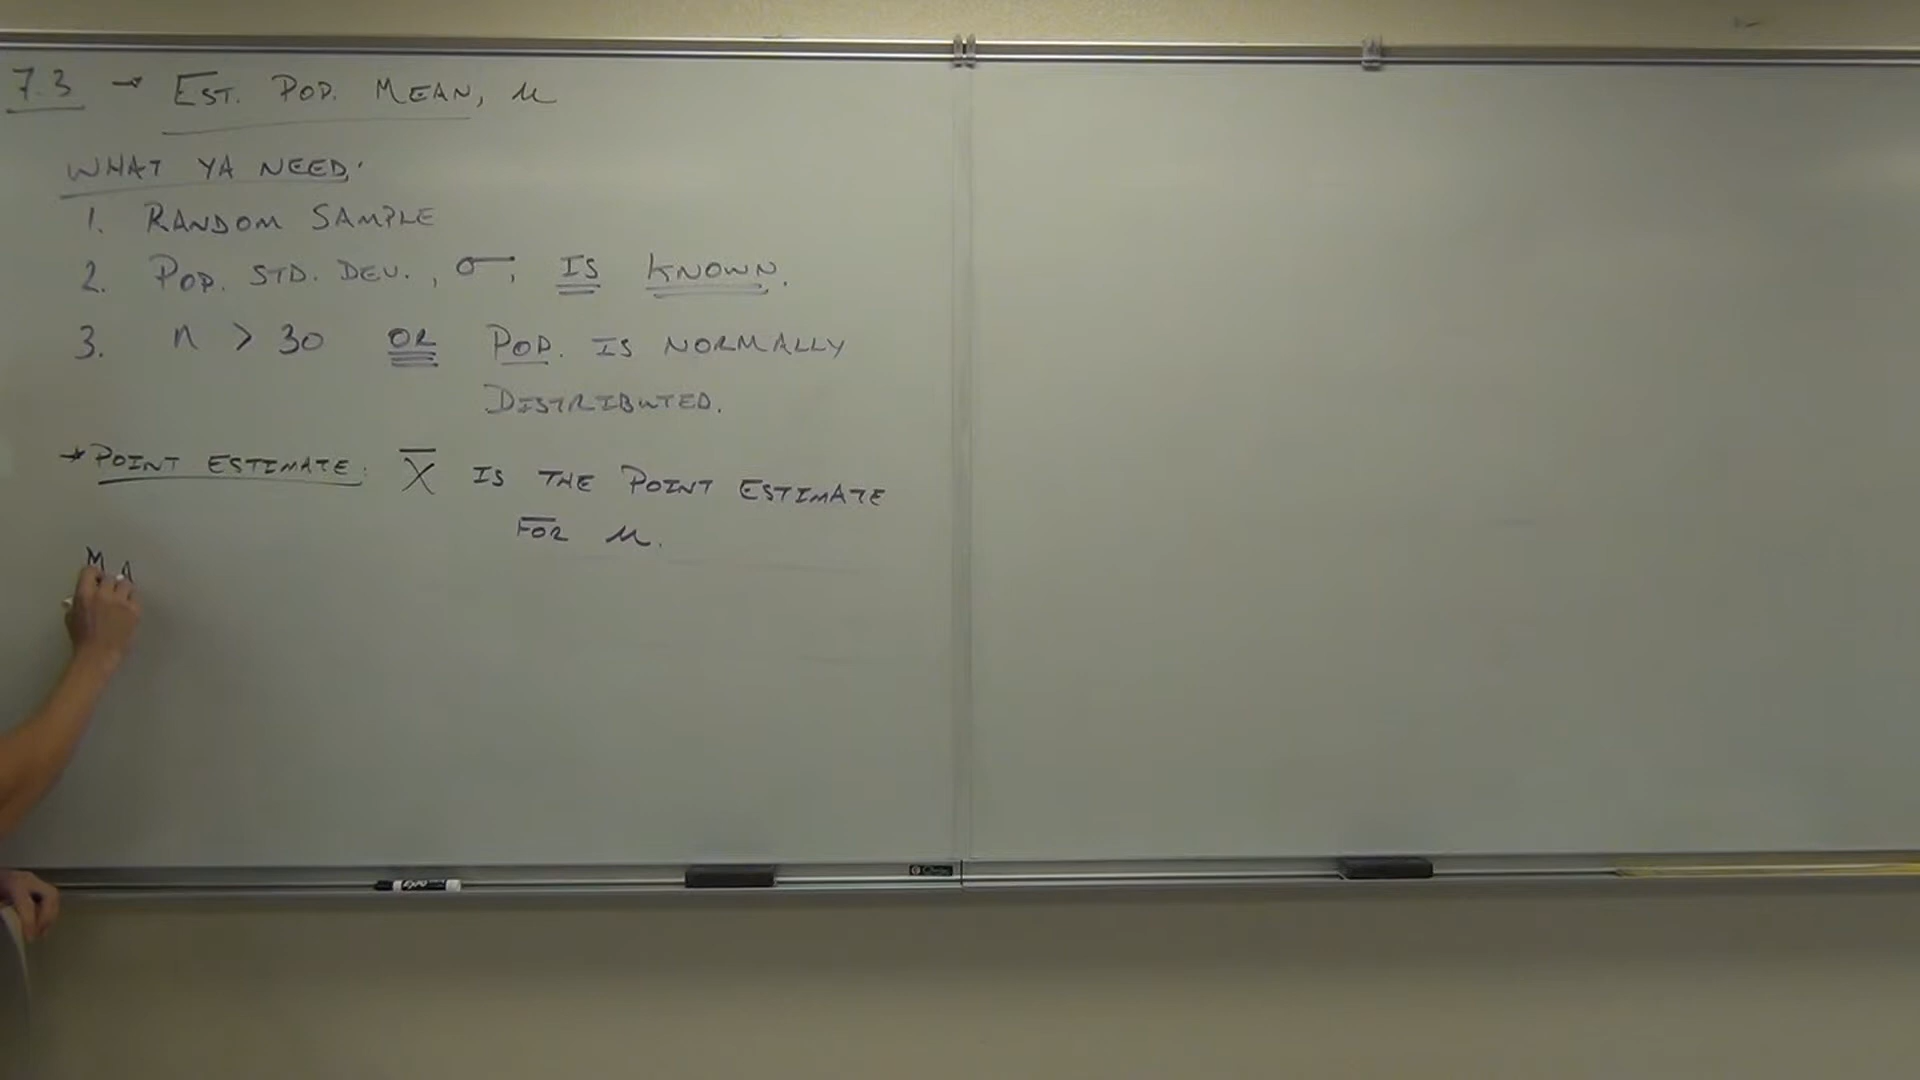 7.3 → EST. POP. MEAN, μ
WHAT YA NEED:
1. RANDOM SAMPLE
2. POP. STD. DEV., σ, IS KNOWN.
3. n > 30 OR POP. IS NORMALLY
DISTRIBUTED.
→ POINT ESTIMATE: X̄ IS THE POINT ESTIMATE
FOR μ.
MA